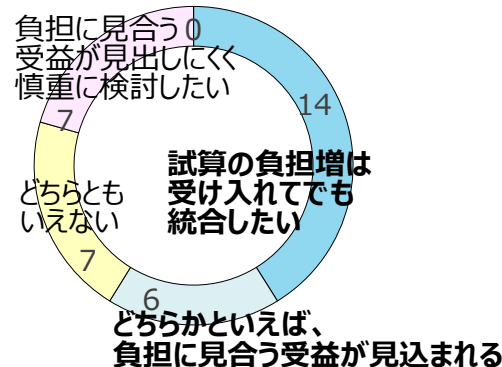 負担に見合う 0
受益が見出しにくく
慎重に検討したい
7
14
試算の負担増は
受け入れてでも
統合したい
どちらとも
いえない
7
6
どちらかといえば、
負担に見合う受益が見込まれる